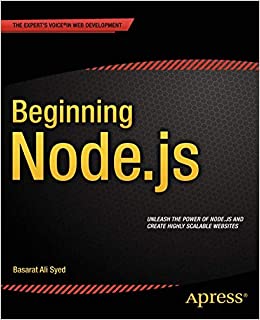 THE EXPERT'S VOICE® IN WEB DEVELOPMENT
Beginning
Node.js
UNLEASH THE POWER OF NODE.JS AND
CREATE HIGHLY SCALABLE WEBSITES
Basarat Ali Syed
Apress®